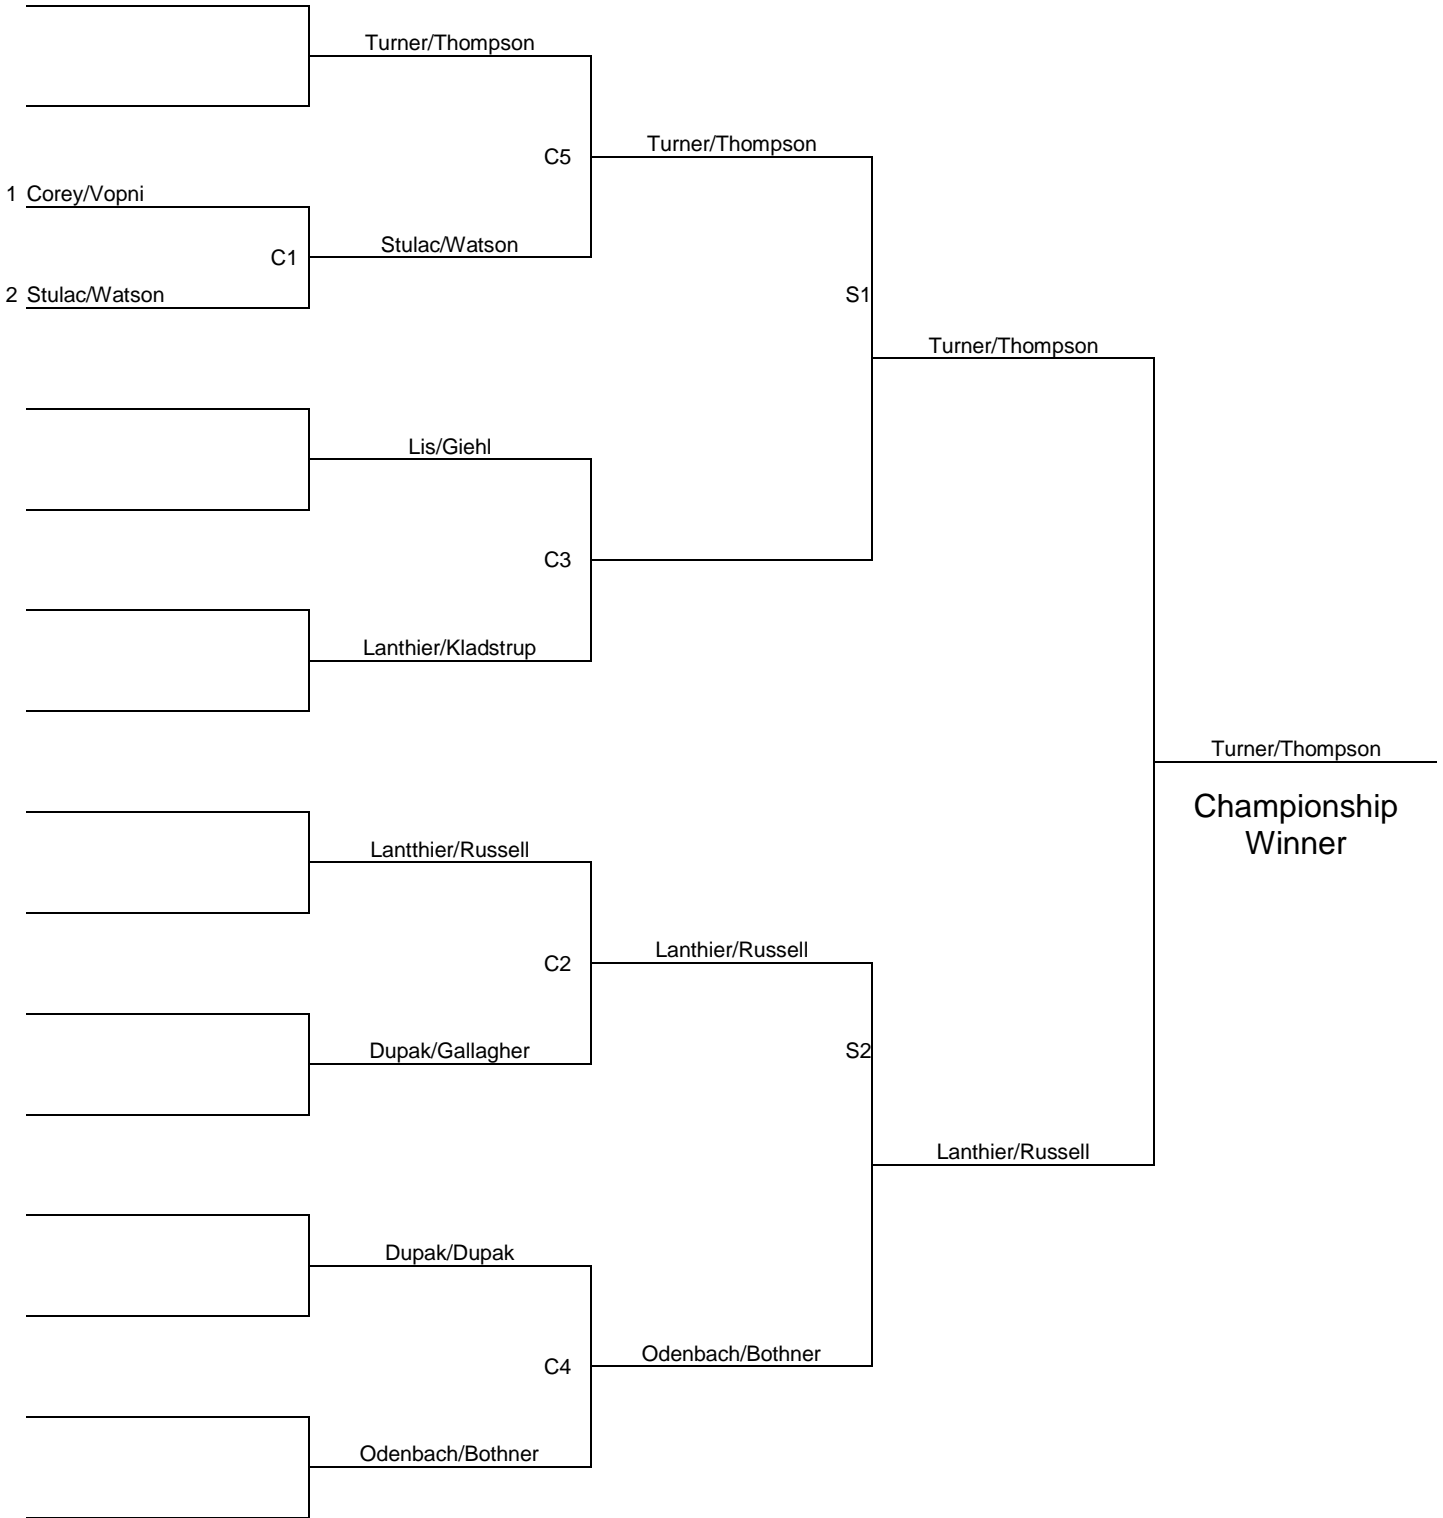 Turner/Thompson
C5
Turner/Thompson
1 Corey/Vopni
C1
Stulac/Watson
2 Stulac/Watson
S1
Turner/Thompson
Lis/Giehl
C3
Lanthier/Kladstrup
Turner/Thompson
Championship
Winner
Lantthier/Russell
C2
Lanthier/Russell
Dupak/Gallagher
S2
Lanthier/Russell
Dupak/Dupak
C4
Odenbach/Bothner
Odenbach/Bothner